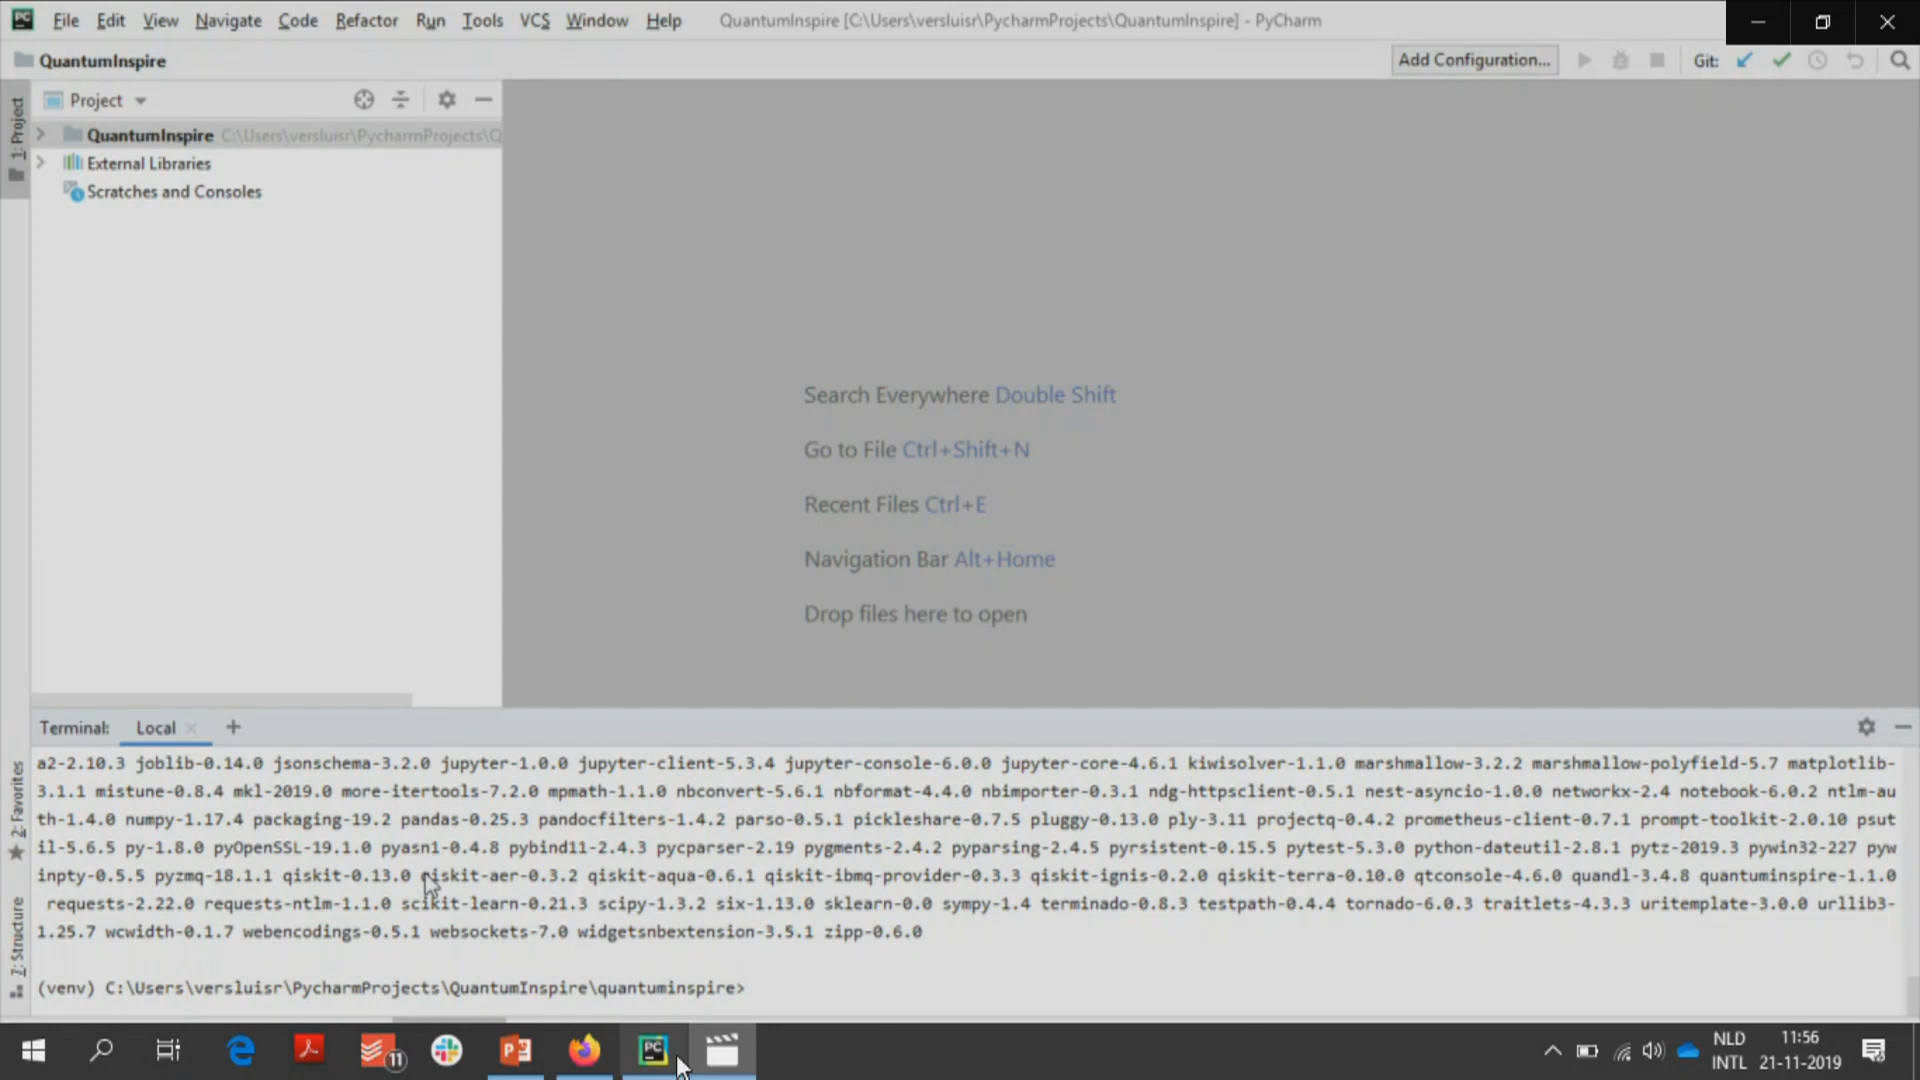 File Edit View Navigate Code Refactor Run Tools VCS Window Help QuantumInspire [C:\Users\versluisr\PycharmProjects\QuantumInspire] - PyCharm
QuantumInspire Add Configuration... Git:
Project
QuantumInspire C:\Users\versluisr\PycharmProjects\Q
External Libraries
Scratches and Consoles
1: Project
Search Everywhere Double Shift
Go to File Ctrl+Shift+N
Recent Files Ctrl+E
Navigation Bar Alt+Home
Drop files here to open
2: Favorites
7: Structure
Terminal: Local
a2-2.10.3 joblib-0.14.0 jsonschema-3.2.0 jupyter-1.0.0 jupyter-client-5.3.4 jupyter-console-6.0.0 jupyter-core-4.6.1 kiwisolver-1.1.0 marshmallow-3.2.2 marshmallow-polyfield-5.7 matplotlib-
3.1.1 mistune-0.8.4 mkl-2019.0 more-itertools-7.2.0 mpmath-1.1.0 nbconvert-5.6.1 nbformat-4.4.0 nbimporter-0.3.1 ndg-httpsclient-0.5.1 nest-asyncio-1.0.0 networkx-2.4 notebook-6.0.2 ntlm-au
th-1.4.0 numpy-1.17.4 packaging-19.2 pandas-0.25.3 pandocfilters-1.4.2 parso-0.5.1 pickleshare-0.7.5 pluggy-0.13.0 ply-3.11 projectq-0.4.2 prometheus-client-0.7.1 prompt-toolkit-2.0.10 psut
il-5.6.5 py-1.8.0 pyOpenSSL-19.1.0 pyasn1-0.4.8 pybind11-2.4.3 pycparser-2.19 pygments-2.4.2 pyparsing-2.4.5 pyrsistent-0.15.5 pytest-5.3.0 python-dateutil-2.8.1 pytz-2019.3 pywin32-227 pyw
inpty-0.5.5 pyzmq-18.1.1 qiskit-0.13.0 qiskit-aer-0.3.2 qiskit-aqua-0.6.1 qiskit-ibmq-provider-0.3.3 qiskit-ignis-0.2.0 qiskit-terra-0.10.0 qtconsole-4.6.0 quandl-3.4.8 quantuminspire-1.1.0
requests-2.22.0 requests-ntlm-1.1.0 scikit-learn-0.21.3 scipy-1.3.2 six-1.13.0 sklearn-0.0 sympy-1.4 terminado-0.8.3 testpath-0.4.4 tornado-6.0.3 traitlets-4.3.3 uritemplate-3.0.0 urllib3-
1.25.7 wcwidth-0.1.7 webencodings-0.5.1 websockets-7.0 widgetsnbextension-3.5.1 zipp-0.6.0
(venv) C:\Users\versluisr\PycharmProjects\QuantumInspire\quantuminspire>
11
NLD 11:56
INTL 21-11-2019